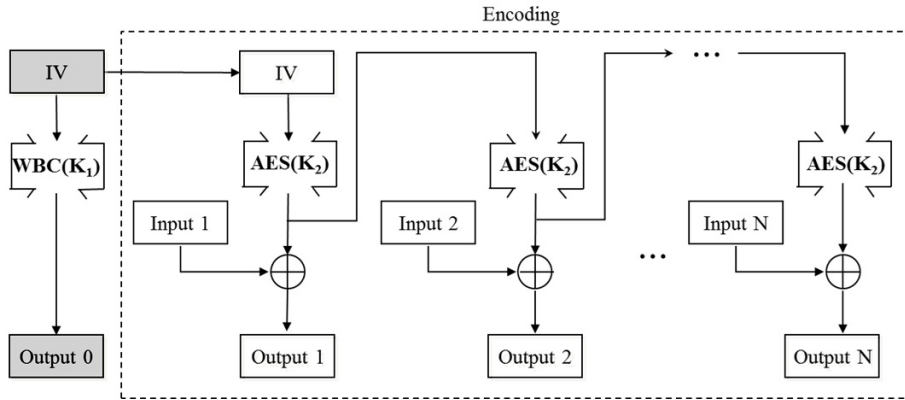 Encoding
IV
IV
...
WBC(K₁)
AES(K₂)
AES(K₂)
AES(K₂)
Input 1
Input 2
Input N
...
Output 0
Output 1
Output 2
Output N